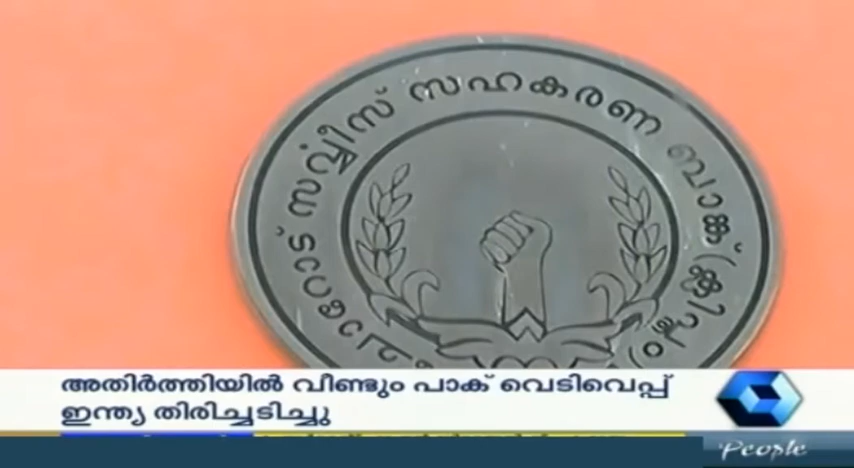 സർവ്വീസ് സഹകരണ ബാങ്ക് ക്ലിപ്തം
അതിർത്തിയിൽ വീണ്ടും പാക് വെടിവെപ്പ്
ഇന്ത്യ തിരിച്ചടിച്ചു
People